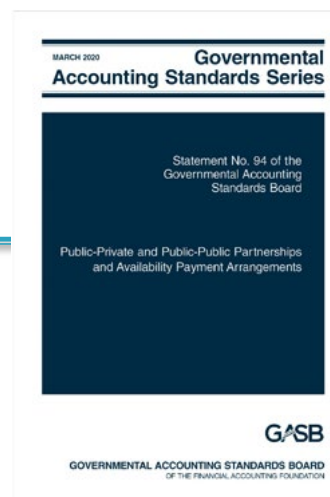 MARCH 2020
Governmental
Accounting Standards Series
Statement No. 94 of the
Governmental Accounting
Standards Board
Public-Private and Public-Public Partnerships
and Availability Payment Arrangements
GASB
GOVERNMENTAL ACCOUNTING STANDARDS BOARD
OF THE FINANCIAL ACCOUNTING FOUNDATION